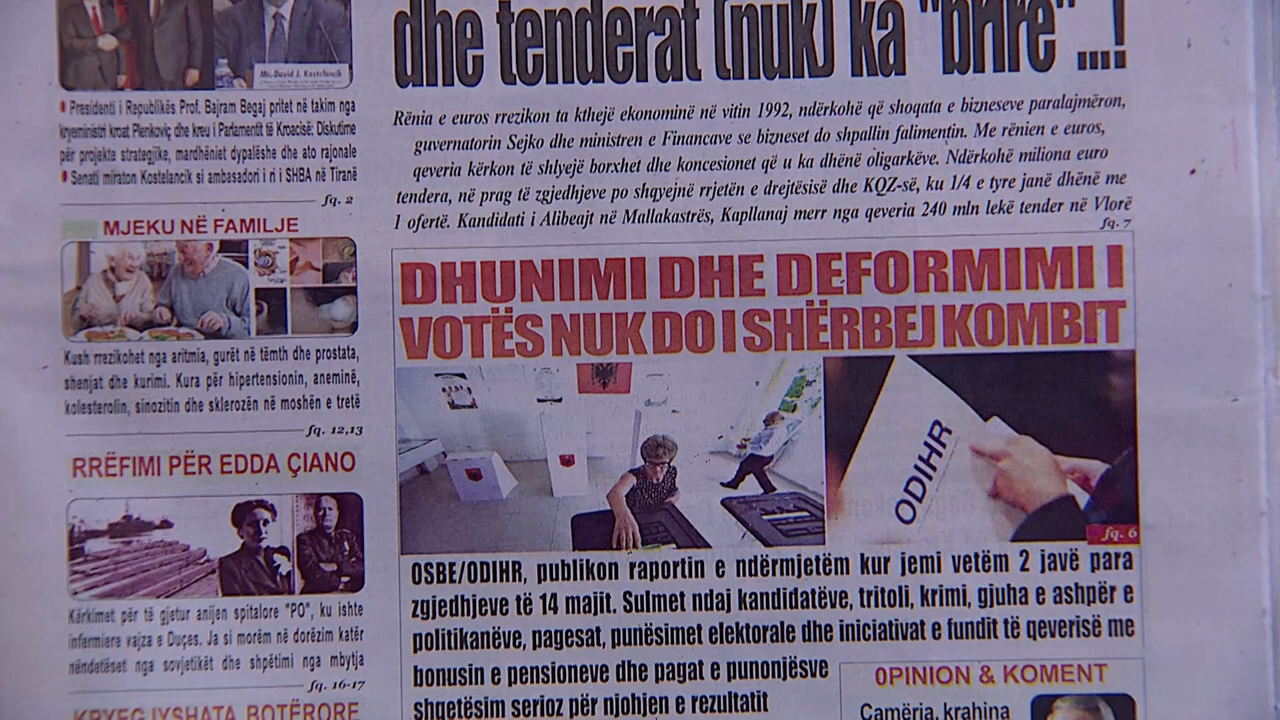 Mr. David J. Kostelancik
Presidenti i Republikës Prof. Bajram Begaj pritet në takim nga
kryeministri kroat Plenkoviç dhe kreu i Parlamentit të Kroacisë: Diskutime
për projekte strategjike, mardhëniet dypalëshe dhe ato rajonale
Senati miraton Kostelancik si ambasadori i ri i SHBA në Tiranë
fq. 2
MJEKU NË FAMILJE
Kush rrezikohet nga aritmia, gurët në tëmth dhe prostata,
shenjat dhe kurimi. Kura për hipertensionin, aneminë,
kolesterolin, sinozitin dhe sklerozën në moshën e tretë
fq. 12,13
RRËFIMI PËR EDDA ÇIANO
Kërkimet për të gjetur anijen spitalore "PO", ku ishte
infermiere vajza e Duçes. Ja si morëm në dorëzim katër
nëndetëset nga sovjetikët dhe shpëtimi nga mbytja
fq. 16-17
KRYEGJYSHATA BOTËRORE
dhe tenderat (nuk) ka "brirë"...!
Rënia e euros rrezikon ta kthejë ekonominë në vitin 1992, ndërkohë që shoqata e bizneseve paralajmëron,
guvernatorin Sejko dhe ministren e Financave se bizneset do shpallin falimentin. Me rënien e euros,
qeveria kërkon të shlyejë borxhet dhe koncesionet që u ka dhënë oligarkëve. Ndërkohë miliona euro
tendera, në prag të zgjedhjeve po shqyejnë rrjetën e drejtësisë dhe KQZ-së, ku 1/4 e tyre janë dhënë me
1 ofertë. Kandidati i Alibeajt në Mallakastrës, Kapllanaj merr nga qeveria 240 mln lekë tender në Vlorë
fq. 7
DHUNIMI DHE DEFORMIMI I
VOTËS NUK DO I SHËRBEJ KOMBIT
ODIHR
fq. 6
OSBE/ODIHR, publikon raportin e ndërmjetëm kur jemi vetëm 2 javë para
zgjedhjeve të 14 majit. Sulmet ndaj kandidatëve, tritoli, krimi, gjuha e ashpër e
politikanëve, pagesat, punësimet elektorale dhe iniciativat e fundit të qeverisë me
bonusin e pensioneve dhe pagat e punonjësve
shqetësim serioz për njohjen e rezultatit
OPINION & KOMENT
Camëria, krahina